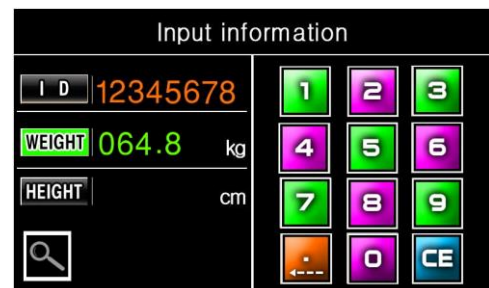 Input information
I D 12345678
WEIGHT 064.8 kg
HEIGHT cm
1 2 3
4 5 6
7 8 9
. 0 CE